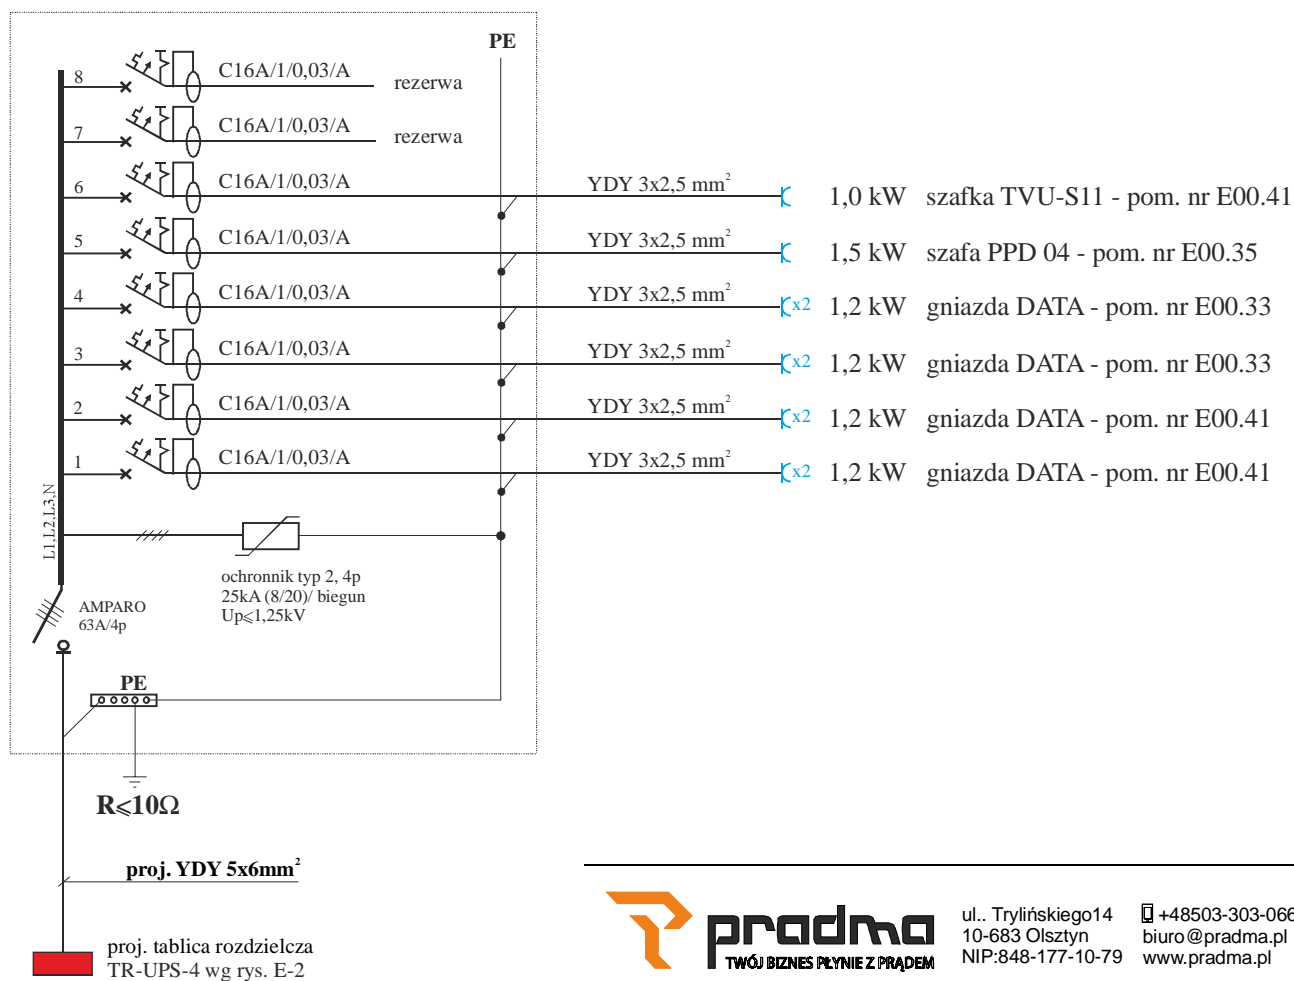 PE
8 C16A/1/0,03/A rezerwa
7 C16A/1/0,03/A rezerwa
6 C16A/1/0,03/A YDY 3x2,5 mm² 1,0 kW szafka TVU-S11 - pom. nr E00.41
5 C16A/1/0,03/A YDY 3x2,5 mm² 1,5 kW szafa PPD 04 - pom. nr E00.35
4 C16A/1/0,03/A YDY 3x2,5 mm² x2 1,2 kW gniazda DATA - pom. nr E00.33
3 C16A/1/0,03/A YDY 3x2,5 mm² x2 1,2 kW gniazda DATA - pom. nr E00.33
2 C16A/1/0,03/A YDY 3x2,5 mm² x2 1,2 kW gniazda DATA - pom. nr E00.41
1 C16A/1/0,03/A YDY 3x2,5 mm² x2 1,2 kW gniazda DATA - pom. nr E00.41
L1,L2,L3,N
ochronnik typ 2, 4p
25kA (8/20)/ biegun
Up⩽1,25kV
AMPARO
63A/4p
PE
R⩽10Ω
proj. YDY 5x6mm²
proj. tablica rozdzielcza
TR-UPS-4 wg rys. E-2
pradma
TWÓJ BIZNES PŁYNIE Z PRĄDEM
ul.. Trylińskiego14
10-683 Olsztyn
NIP:848-177-10-79
+48503-303-066
biuro@pradma.pl
www.pradma.pl